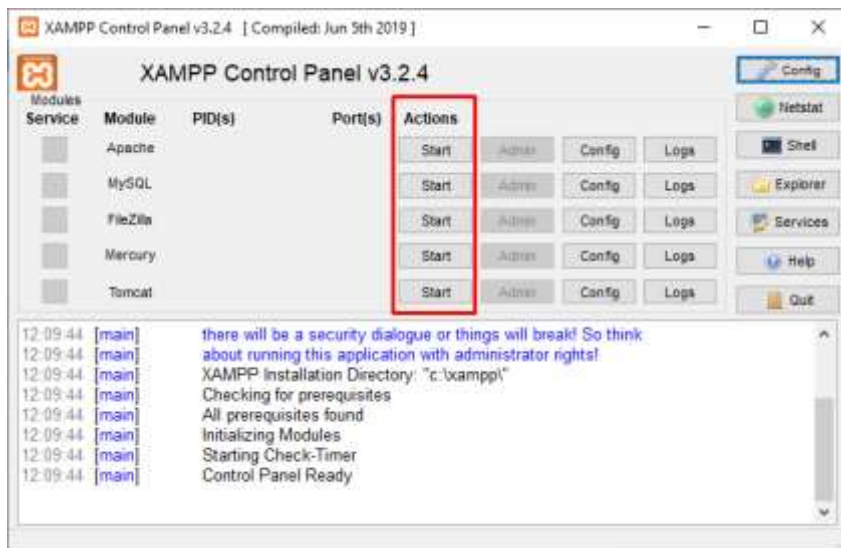 XAMPP Control Panel v3.2.4 [ Compiled: Jun 5th 2019 ]
XAMPP Control Panel v3.2.4
Config
Modules
Service Module PID(s) Port(s) Actions
Netstat
Apache Start Admin Config Logs
Shell
MySQL Start Admin Config Logs
Explorer
FileZilla Start Admin Config Logs
Services
Mercury Start Admin Config Logs
Help
Tomcat Start Admin Config Logs
Quit
12:09:44 [main] there will be a security dialogue or things will break! So think
12:09:44 [main] about running this application with administrator rights!
12:09:44 [main] XAMPP Installation Directory: "c:\xampp\"
12:09:44 [main] Checking for prerequisites
12:09:44 [main] All prerequisites found
12:09:44 [main] Initializing Modules
12:09:44 [main] Starting Check-Timer
12:09:44 [main] Control Panel Ready